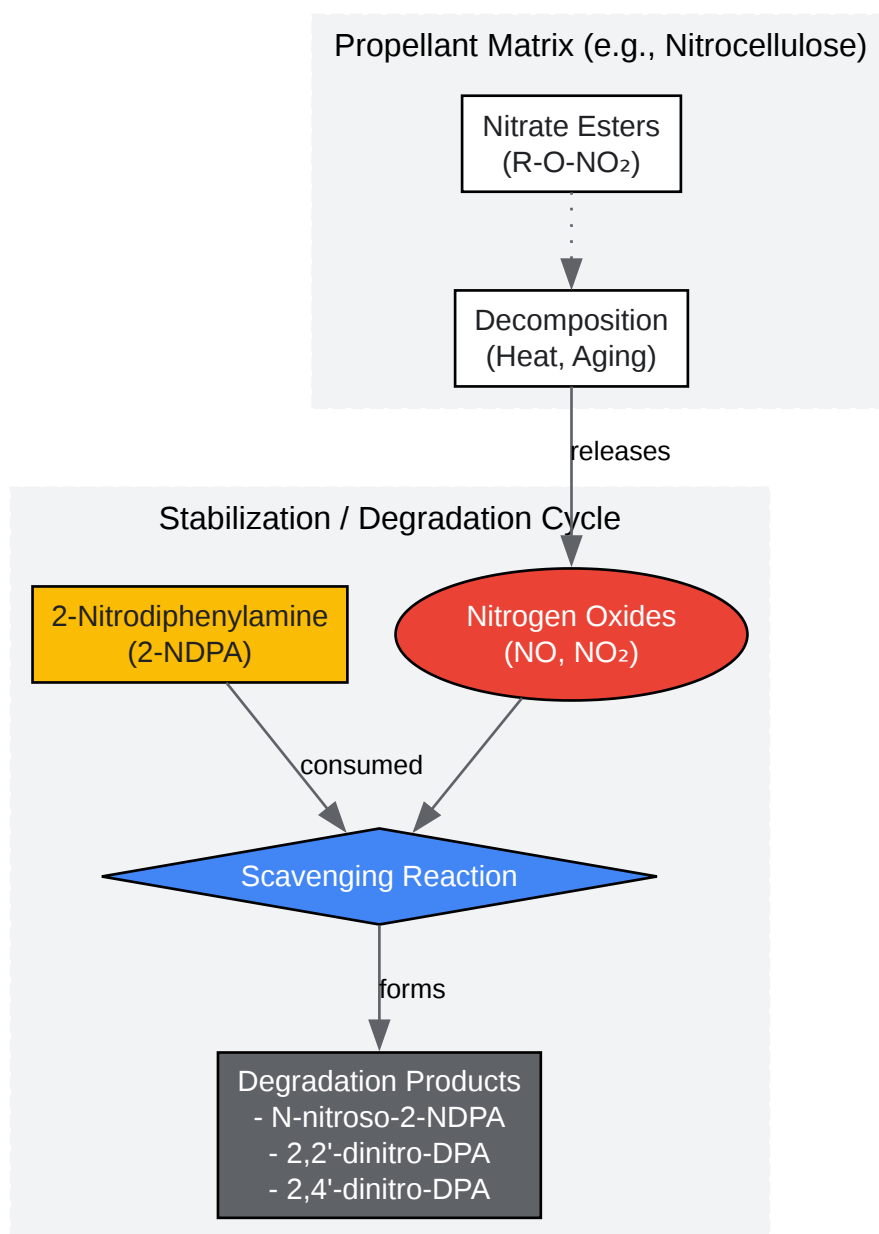 Propellant Matrix (e.g., Nitrocellulose)
Nitrate Esters
(R-O-NO₂)
Decomposition
(Heat, Aging)
releases
Stabilization / Degradation Cycle
2-Nitrodiphenylamine
(2-NDPA)
Nitrogen Oxides
(NO, NO₂)
consumed
Scavenging Reaction
forms
Degradation Products
- N-nitroso-2-NDPA
- 2,2'-dinitro-DPA
- 2,4'-dinitro-DPA